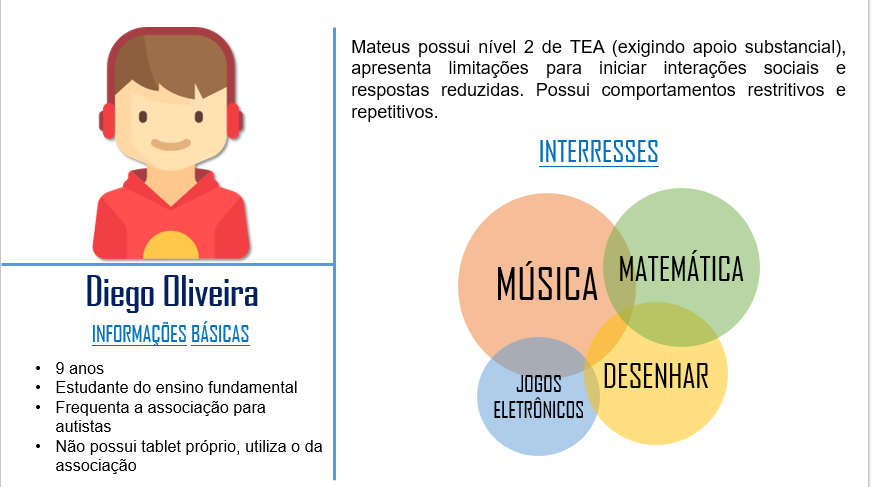 Diego Oliveira
INFORMAÇÕES BÁSICAS
• 9 anos
• Estudante do ensino fundamental
• Frequenta a associação para
autistas
• Não possui tablet próprio, utiliza o da
associação
Mateus possui nível 2 de TEA (exigindo apoio substancial),
apresenta limitações para iniciar interações sociais e
respostas reduzidas. Possui comportamentos restritivos e
repetitivos.
INTERRESSES
MÚSICA
MATEMÁTICA
JOGOS
ELETRÔNICOS
DESENHAR